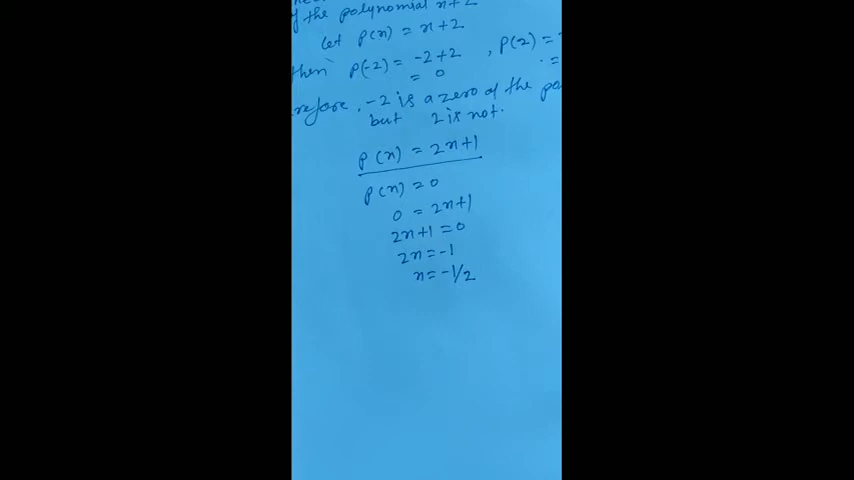 of the polynomial x+2
Let p(x) = x+2
then p(-2) = -2+2 , p(2) =
= 0 =
refore, -2 is a zero of the po
but 2 is not.
p(x) = 2x+1
p(x) = 0
0 = 2x+1
2x+1 = 0
2x = -1
x = -1/2